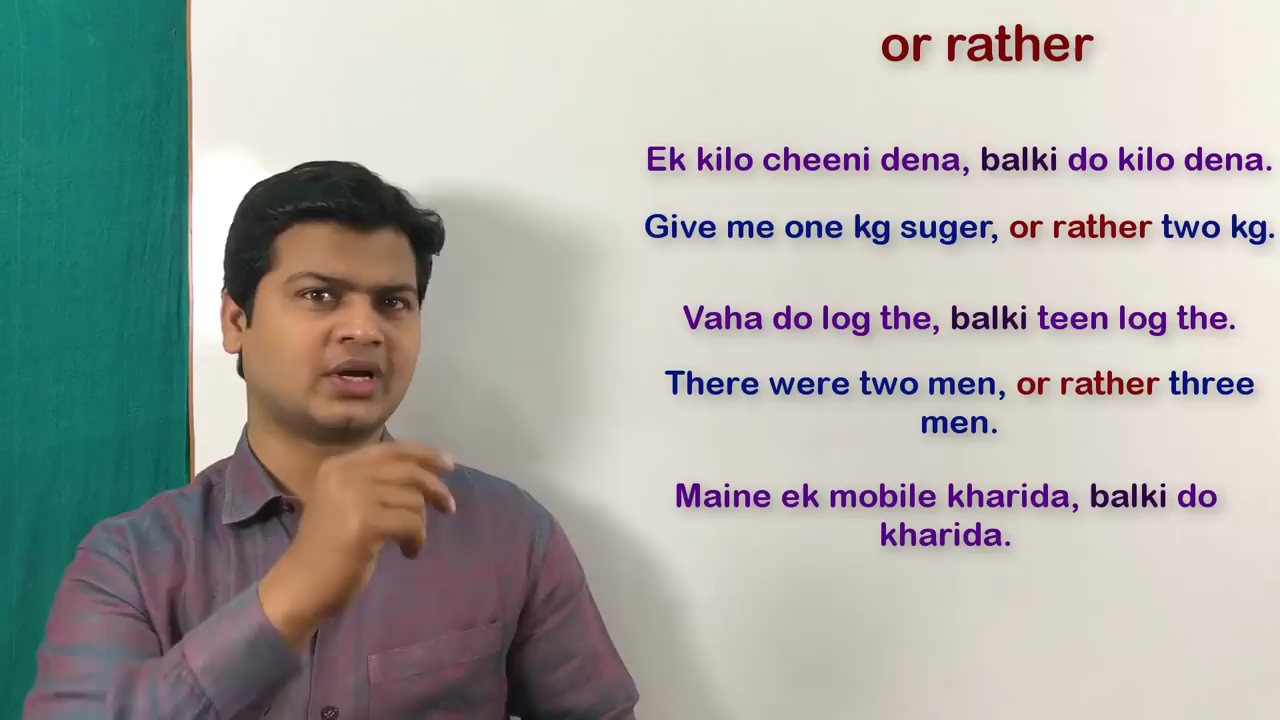 or rather
Ek kilo cheeni dena, balki do kilo dena.
Give me one kg suger, or rather two kg.
Vaha do log the, balki teen log the.
There were two men, or rather three
men.
Maine ek mobile kharida, balki do
kharida.